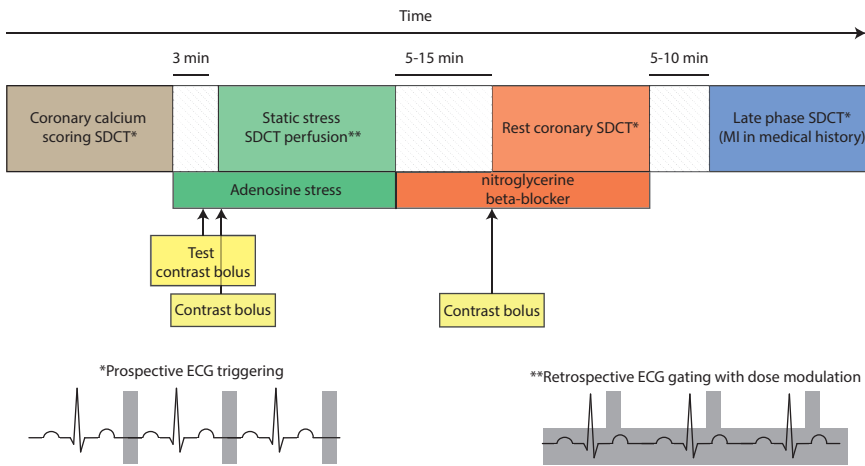 Time
3 min
5-15 min
5-10 min
Coronary calcium
scoring SDCT*
Static stress
SDCT perfusion**
Rest coronary SDCT*
Late phase SDCT*
(MI in medical history)
Adenosine stress
nitroglycerine
beta-blocker
Test
contrast bolus
Contrast bolus
Contrast bolus
*Prospective ECG triggering
**Retrospective ECG gating with dose modulation